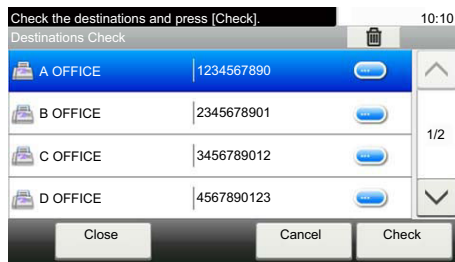 Check the destinations and press [Check]. 10:10
Destinations Check
A OFFICE 1234567890
B OFFICE 2345678901
1/2
C OFFICE 3456789012
D OFFICE 4567890123
Close Cancel Check